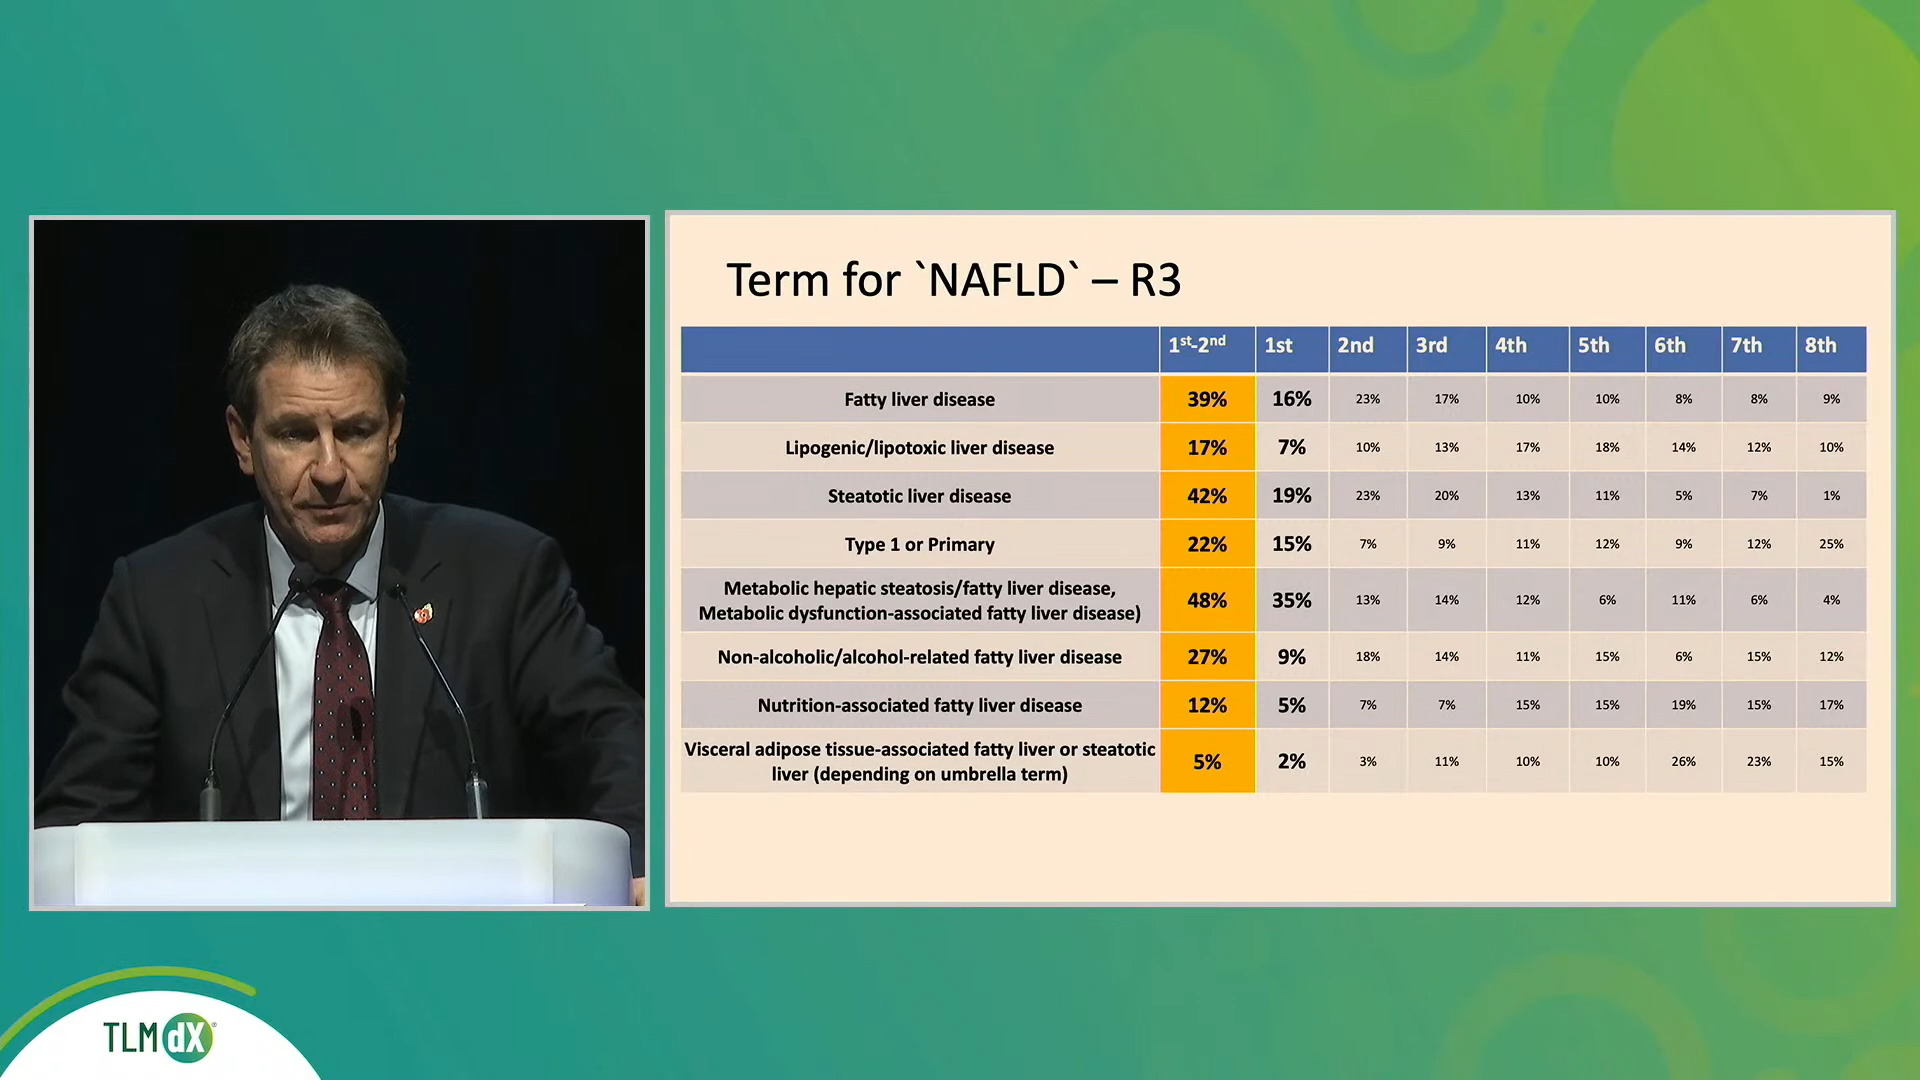 Term for `NAFLD` – R3
1st-2nd 1st 2nd 3rd 4th 5th 6th 7th 8th
Fatty liver disease 39% 16% 23% 17% 10% 10% 8% 8% 9%
Lipogenic/lipotoxic liver disease 17% 7% 10% 13% 17% 18% 14% 12% 10%
Steatotic liver disease 42% 19% 23% 20% 13% 11% 5% 7% 1%
Type 1 or Primary 22% 15% 7% 9% 11% 12% 9% 12% 25%
Metabolic hepatic steatosis/fatty liver disease,
Metabolic dysfunction-associated fatty liver disease) 48% 35% 13% 14% 12% 6% 11% 6% 4%
Non-alcoholic/alcohol-related fatty liver disease 27% 9% 18% 14% 11% 15% 6% 15% 12%
Nutrition-associated fatty liver disease 12% 5% 7% 7% 15% 15% 19% 15% 17%
Visceral adipose tissue-associated fatty liver or steatotic
liver (depending on umbrella term) 5% 2% 3% 11% 10% 10% 26% 23% 15%
TLMdX